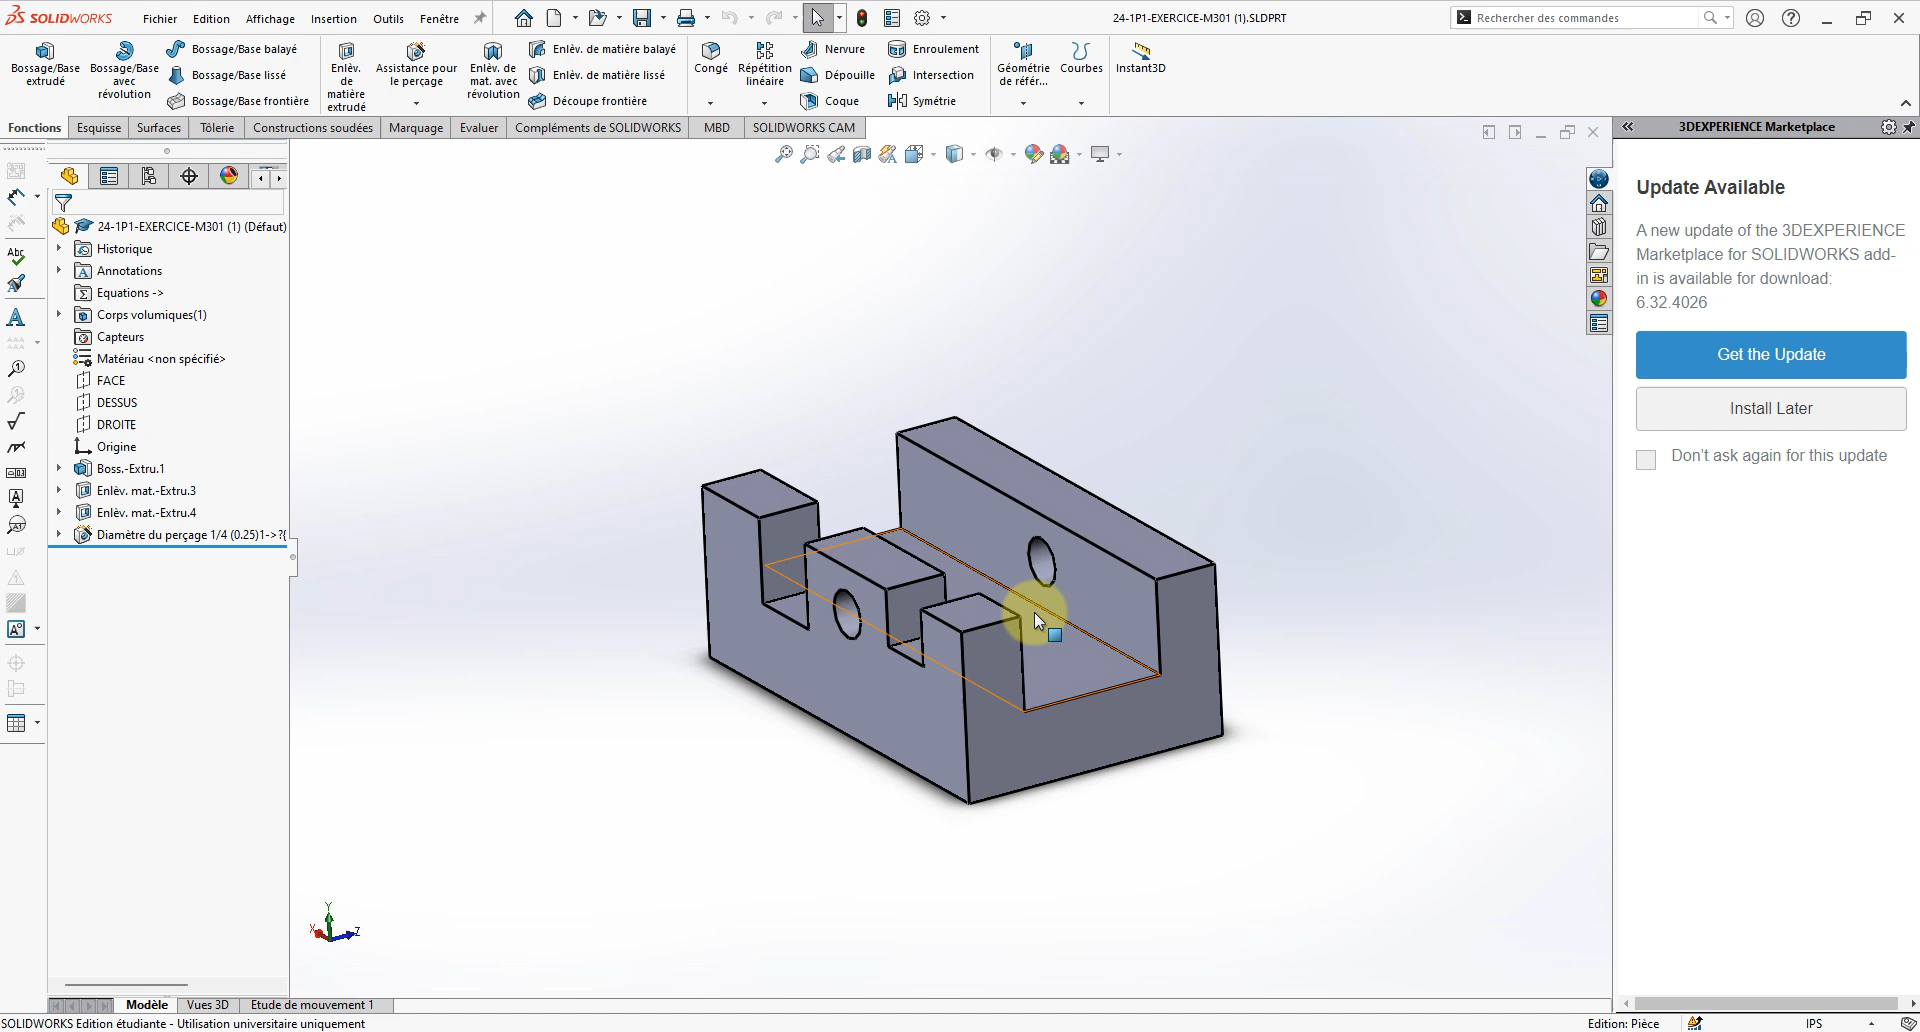 SOLIDWORKS
Fichier Edition Affichage Insertion Outils Fenêtre
24-1P1-EXERCICE-M301 (1).SLDPRT
Rechercher des commandes
Bossage/Base extrudé
Bossage/Base avec révolution
Bossage/Base balayé
Bossage/Base lissé
Bossage/Base frontière
Enlèv. de matière extrudé
Assistance pour le perçage
Enlèv. de mat. avec révolution
Enlèv. de matière balayé
Enlèv. de matière lissé
Découpe frontière
Congé
Répétition linéaire
Nervure
Dépouille
Coque
Enroulement
Intersection
Symétrie
Géométrie de référ...
Courbes
Instant3D
Fonctions Esquisse Surfaces Tôlerie Constructions soudées Marquage Evaluer Compléments de SOLIDWORKS MBD SOLIDWORKS CAM
24-1P1-EXERCICE-M301 (1) (Défaut)
Historique
Annotations
Equations ->
Corps volumiques(1)
Capteurs
Matériau <non spécifié>
FACE
DESSUS
DROITE
Origine
Boss.-Extru.1
Enlèv. mat.-Extru.3
Enlèv. mat.-Extru.4
Diamètre du perçage 1/4 (0.25)1->?{
Y
X
Z
3DEXPERIENCE Marketplace
Update Available
A new update of the 3DEXPERIENCE
Marketplace for SOLIDWORKS add-
in is available for download:
6.32.4026
Get the Update
Install Later
Don't ask again for this update
Modèle Vues 3D Etude de mouvement 1
SOLIDWORKS Edition étudiante - Utilisation universitaire uniquement
Edition: Pièce
IPS